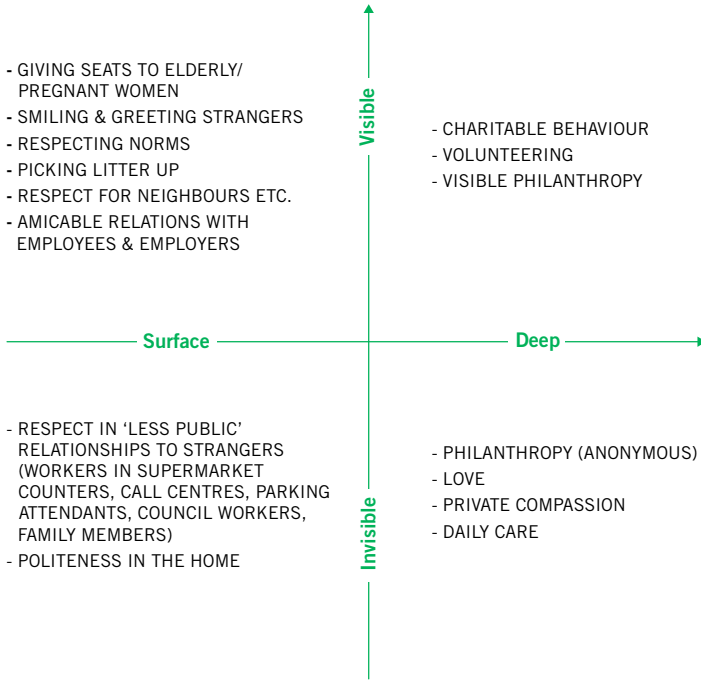 - GIVING SEATS TO ELDERLY/
PREGNANT WOMEN
- SMILING & GREETING STRANGERS
- RESPECTING NORMS
- PICKING LITTER UP
- RESPECT FOR NEIGHBOURS ETC.
- AMICABLE RELATIONS WITH
EMPLOYEES & EMPLOYERS
Visible
- CHARITABLE BEHAVIOUR
- VOLUNTEERING
- VISIBLE PHILANTHROPY
Surface
Deep
- RESPECT IN ‘LESS PUBLIC’
RELATIONSHIPS TO STRANGERS
(WORKERS IN SUPERMARKET
COUNTERS, CALL CENTRES, PARKING
ATTENDANTS, COUNCIL WORKERS,
FAMILY MEMBERS)
- POLITENESS IN THE HOME
Invisible
- PHILANTHROPY (ANONYMOUS)
- LOVE
- PRIVATE COMPASSION
- DAILY CARE